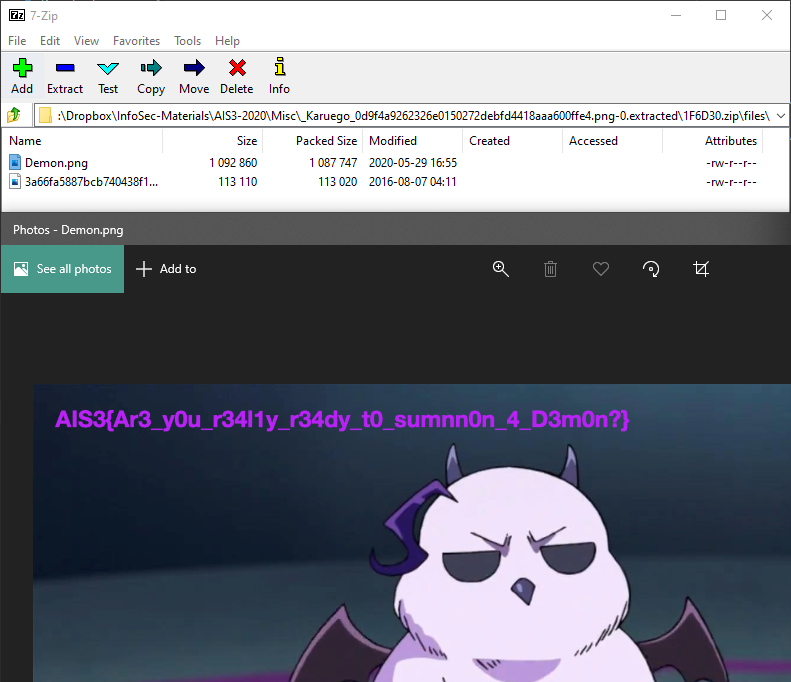 7-Zip
File Edit View Favorites Tools Help
Add Extract Test Copy Move Delete Info
:\Dropbox\InfoSec-Materials\AIS3-2020\Misc\_Karuego_0d9f4a9262326e0150272debfd4418aaa600ffe4.png-0.extracted\1F6D30.zip\files\
Name Size Packed Size Modified Created Accessed Attributes
Demon.png 1 092 860 1 087 747 2020-05-29 16:55 -rw-r--r--
3a66fa5887bcb740438f1... 113 110 113 020 2016-08-07 04:11 -rw-r--r--
Photos - Demon.png
See all photos Add to
AIS3{Ar3_y0u_r34l1y_r34dy_t0_sumnn0n_4_D3m0n?}